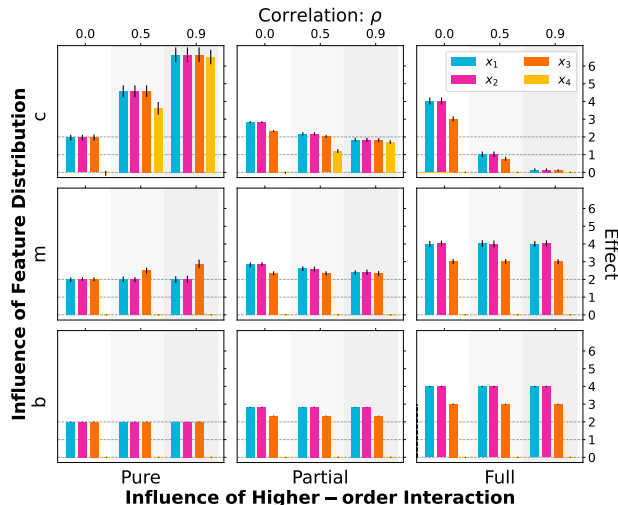 Correlation: ρ
0.0 0.5 0.9 0.0 0.5 0.9 0.0 0.5 0.9
x1 x3
x2 x4
6
5
4
3
2
1
0
6
5
4
3
2
1
0
6
5
4
3
2
1
0
Influence of Feature Distribution
c
m
b
Effect
Pure Partial Full
Influence of Higher − order Interaction